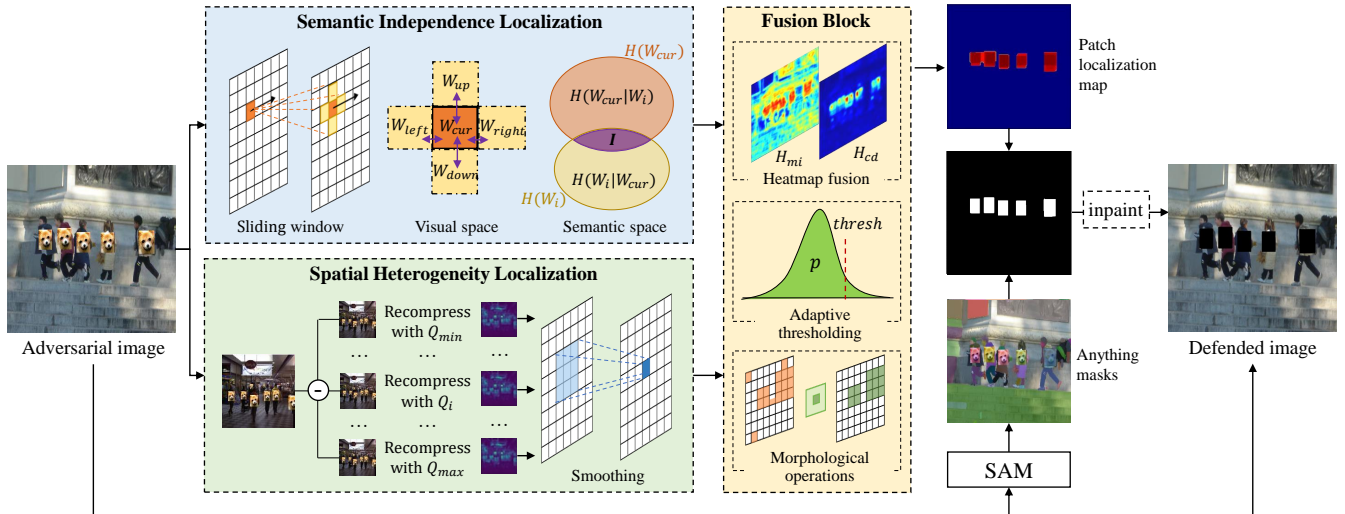 Semantic Independence Localization
W_up
W_left
W_cur
W_right
W_down
H(W_cur)
H(W_cur|W_i)
I
H(W_i|W_cur)
H(W_i)
Sliding window
Visual space
Semantic space
Adversarial image
Spatial Heterogeneity Localization
Recompress
with Q_min
... ... ...
Recompress
with Q_i
... ... ...
Recompress
with Q_max
Smoothing
Fusion Block
H_mi
H_cd
Heatmap fusion
thresh
p
Adaptive
thresholding
Morphological
operations
Patch
localization
map
inpaint
Anything
masks
SAM
Defended image